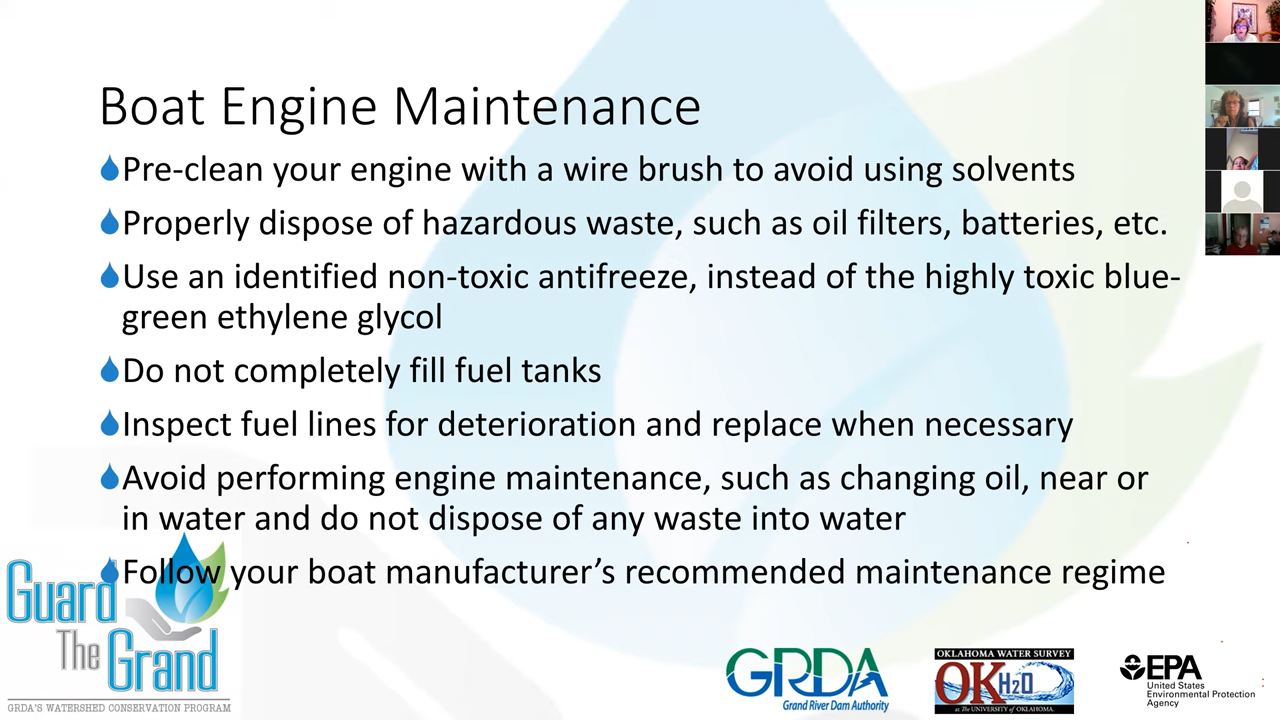 Boat Engine Maintenance
Pre-clean your engine with a wire brush to avoid using solvents
Properly dispose of hazardous waste, such as oil filters, batteries, etc.
Use an identified non-toxic antifreeze, instead of the highly toxic blue-
green ethylene glycol
Do not completely fill fuel tanks
Inspect fuel lines for deterioration and replace when necessary
Avoid performing engine maintenance, such as changing oil, near or
in water and do not dispose of any waste into water
Follow your boat manufacturer’s recommended maintenance regime
Guard
The
Grand
GRDA'S WATERSHED CONSERVATION PROGRAM
GRDA
Grand River Dam Authority
OKLAHOMA WATER SURVEY
OK H2O
at The UNIVERSITY of OKLAHOMA.
EPA
United States
Environmental Protection
Agency